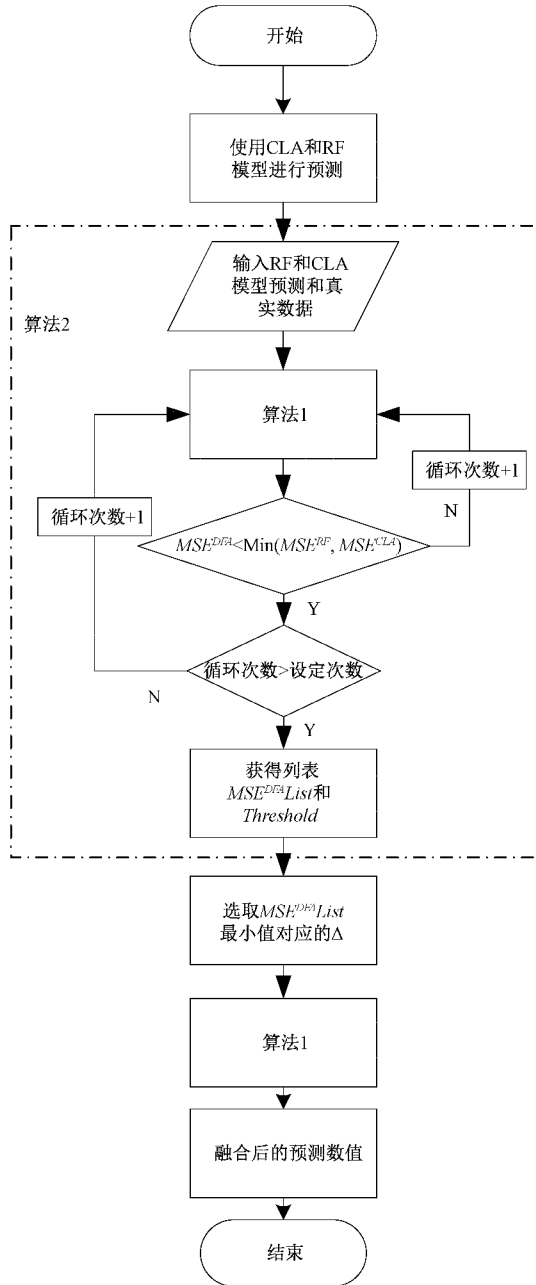 开始
使用CLA和RF
模型进行预测
输入RF和CLA
模型预测和真
实数据
算法2
算法1
循环次数+1
循环次数+1
N
MSE^DFA<Min(MSE^RF, MSE^CLA)
Y
循环次数>设定次数
N
Y
获得列表
MSE^DFA List和
Threshold
选取MSE^DFA List
最小值对应的Δ
算法1
融合后的预测数值
结束